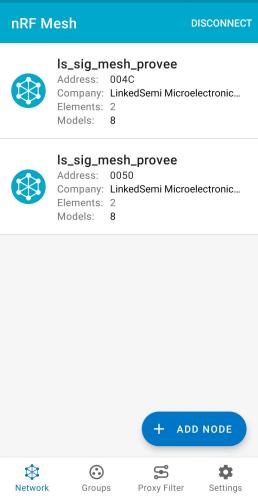 nRF Mesh
DISCONNECT
ls_sig_mesh_provee
Address: 004C
Company: LinkedSemi Microelectronic...
Elements: 2
Models: 8
ls_sig_mesh_provee
Address: 0050
Company: LinkedSemi Microelectronic...
Elements: 2
Models: 8
+ ADD NODE
Network
Groups
Proxy Filter
Settings